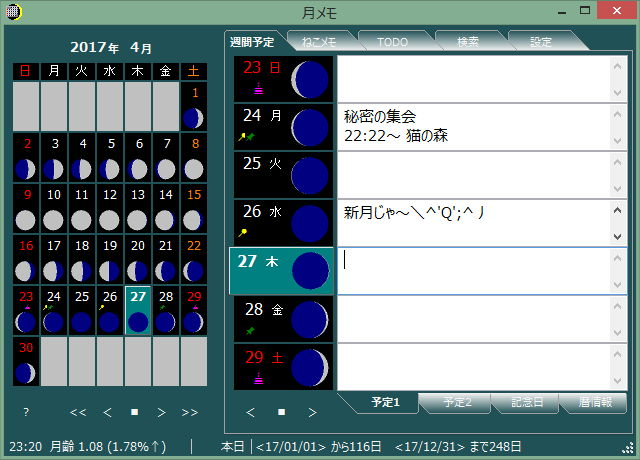 月メモ
2017年 4月
日 月 火 水 木 金 土
1
2 3 4 5 6 7 8
9 10 11 12 13 14 15
16 17 18 19 20 21 22
23 24 25 26 27 28 29
30
? << < ■ > >>
週間予定 ねこメモ TODO 検索 設定
23 日
24 月
秘密の集会
22:22～ 猫の森
25 火
26 水
新月じゃ～＼^'Q';^丿
27 木
28 金
29 土
< ■ >
予定1 予定2 記念日 暦情報
23:20 月齢 1.08 (1.78%↑) 本日 <17/01/01> から116日 <17/12/31> まで248日